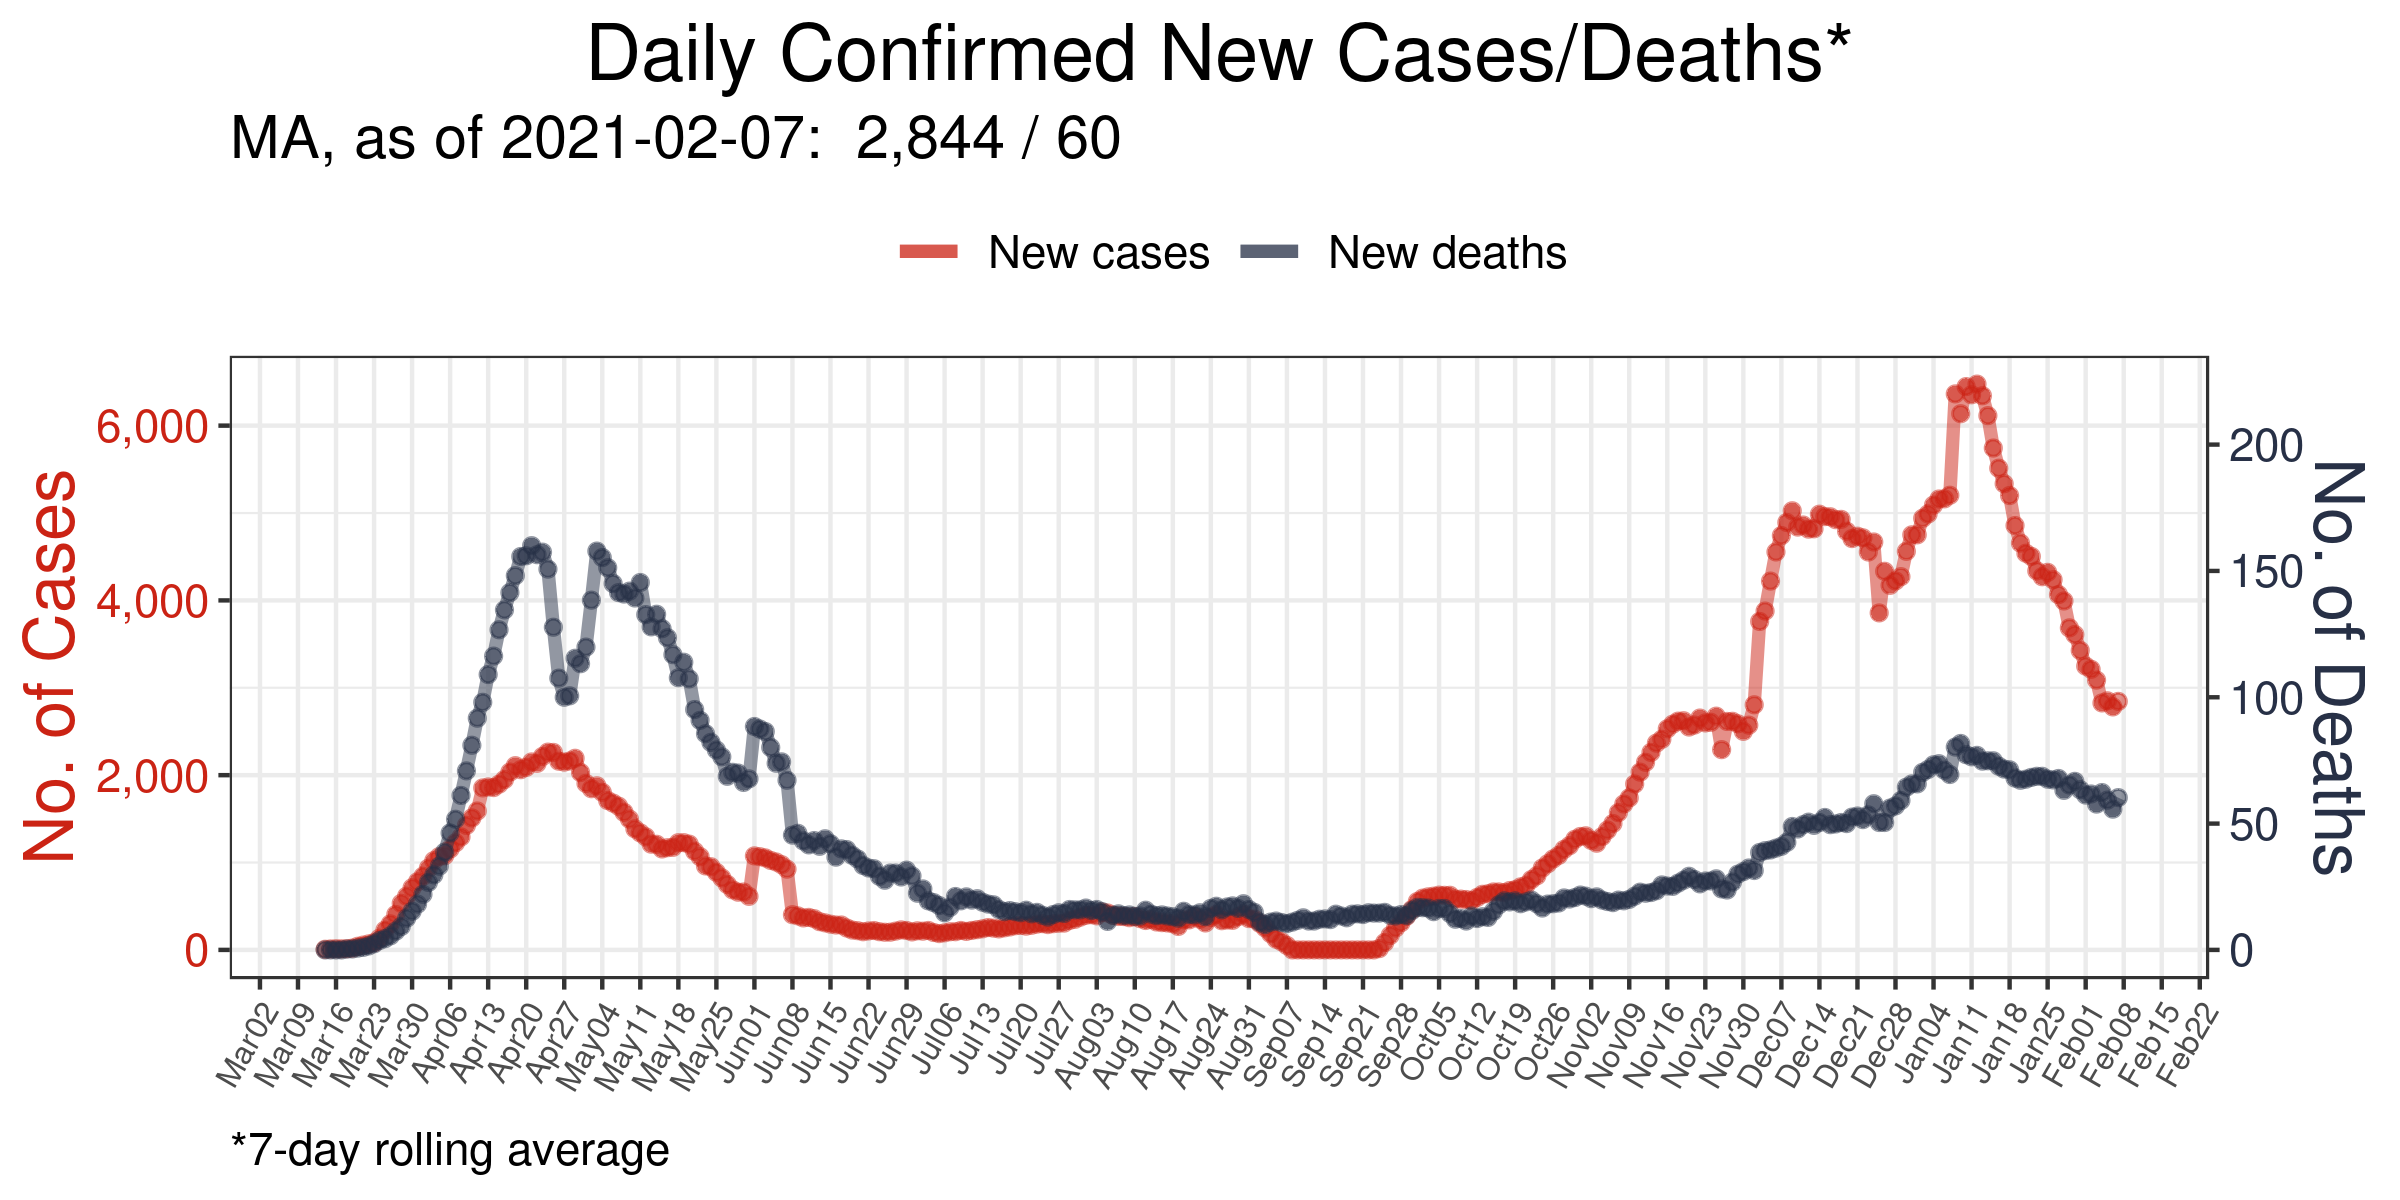 Daily Confirmed New Cases/Deaths*
MA, as of 2021-02-07:  2,844 / 60
New cases
New deaths
No. of Cases
6,000
4,000
2,000
0
200
150
100
50
0
No. of Deaths
Mar02
Mar09
Mar16
Mar23
Mar30
Apr06
Apr13
Apr20
Apr27
May04
May11
May18
May25
Jun01
Jun08
Jun15
Jun22
Jun29
Jul06
Jul13
Jul20
Jul27
Aug03
Aug10
Aug17
Aug24
Aug31
Sep07
Sep14
Sep21
Sep28
Oct05
Oct12
Oct19
Oct26
Nov02
Nov09
Nov16
Nov23
Nov30
Dec07
Dec14
Dec21
Dec28
Jan04
Jan11
Jan18
Jan25
Feb01
Feb08
Feb15
Feb22
*7-day rolling average